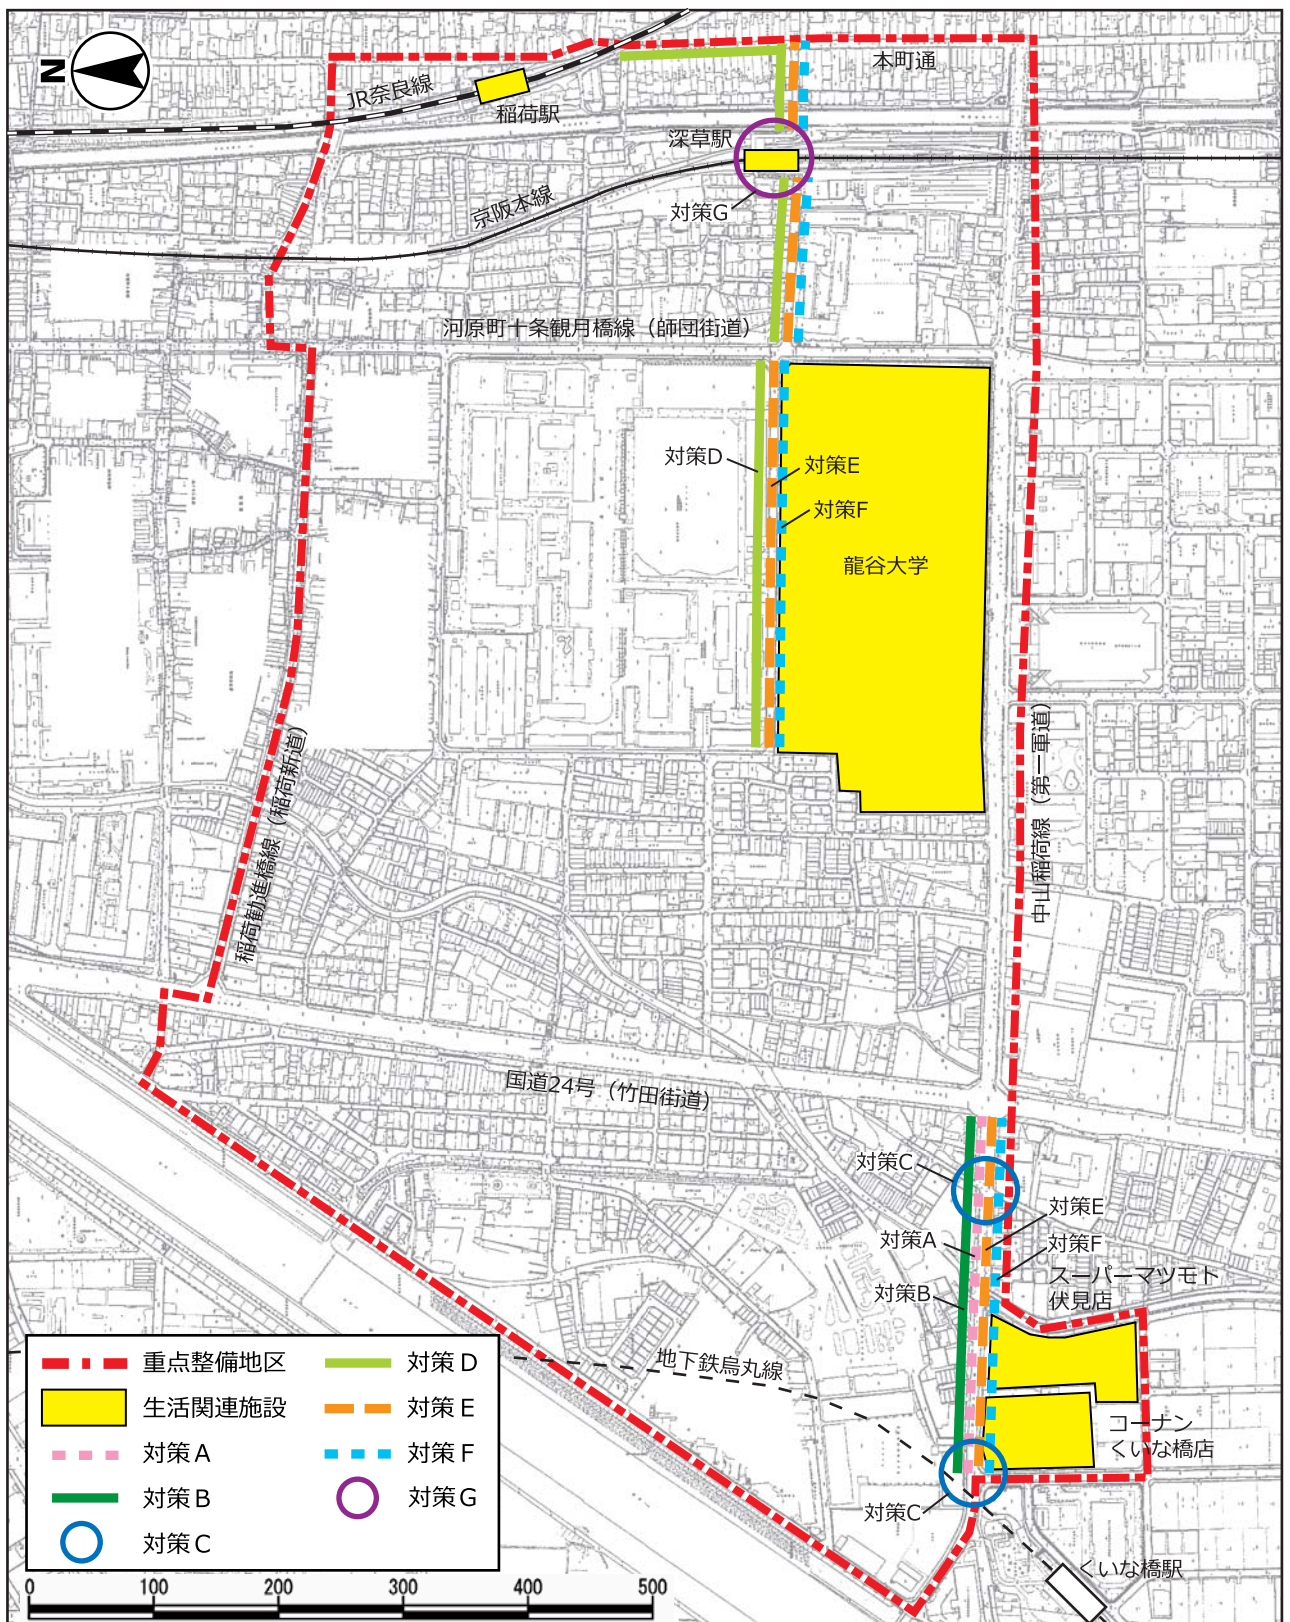 N
本町通
JR奈良線
稲荷駅
深草駅
京阪本線
対策G
河原町十条観月橋線（師団街道）
対策D
対策E
対策F
龍谷大学
中山稲荷線（第一軍道）
稲荷勧進橋線（稲荷新道）
国道24号（竹田街道）
対策C
対策E
対策A
対策F
対策B
スーパーマツモト
伏見店
地下鉄烏丸線
コーナン
くいな橋店
対策C
くいな橋駅
重点整備地区
生活関連施設
対策A
対策B
対策C
対策D
対策E
対策F
対策G
0 100 200 300 400 500